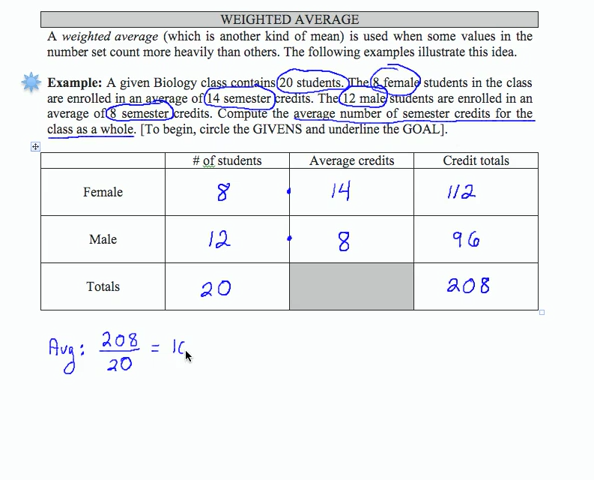 WEIGHTED AVERAGE
A weighted average (which is another kind of mean) is used when some values in the
number set count more heavily than others. The following examples illustrate this idea.
Example: A given Biology class contains 20 students. The 8 female students in the class
are enrolled in an average of 14 semester credits. The 12 male students are enrolled in an
average of 8 semester credits. Compute the average number of semester credits for the
class as a whole. [To begin, circle the GIVENS and underline the GOAL].
# of students Average credits Credit totals
Female 8 · 14 112
Male 12 · 8 96
Totals 20 208
Avg: 208/20 = 10